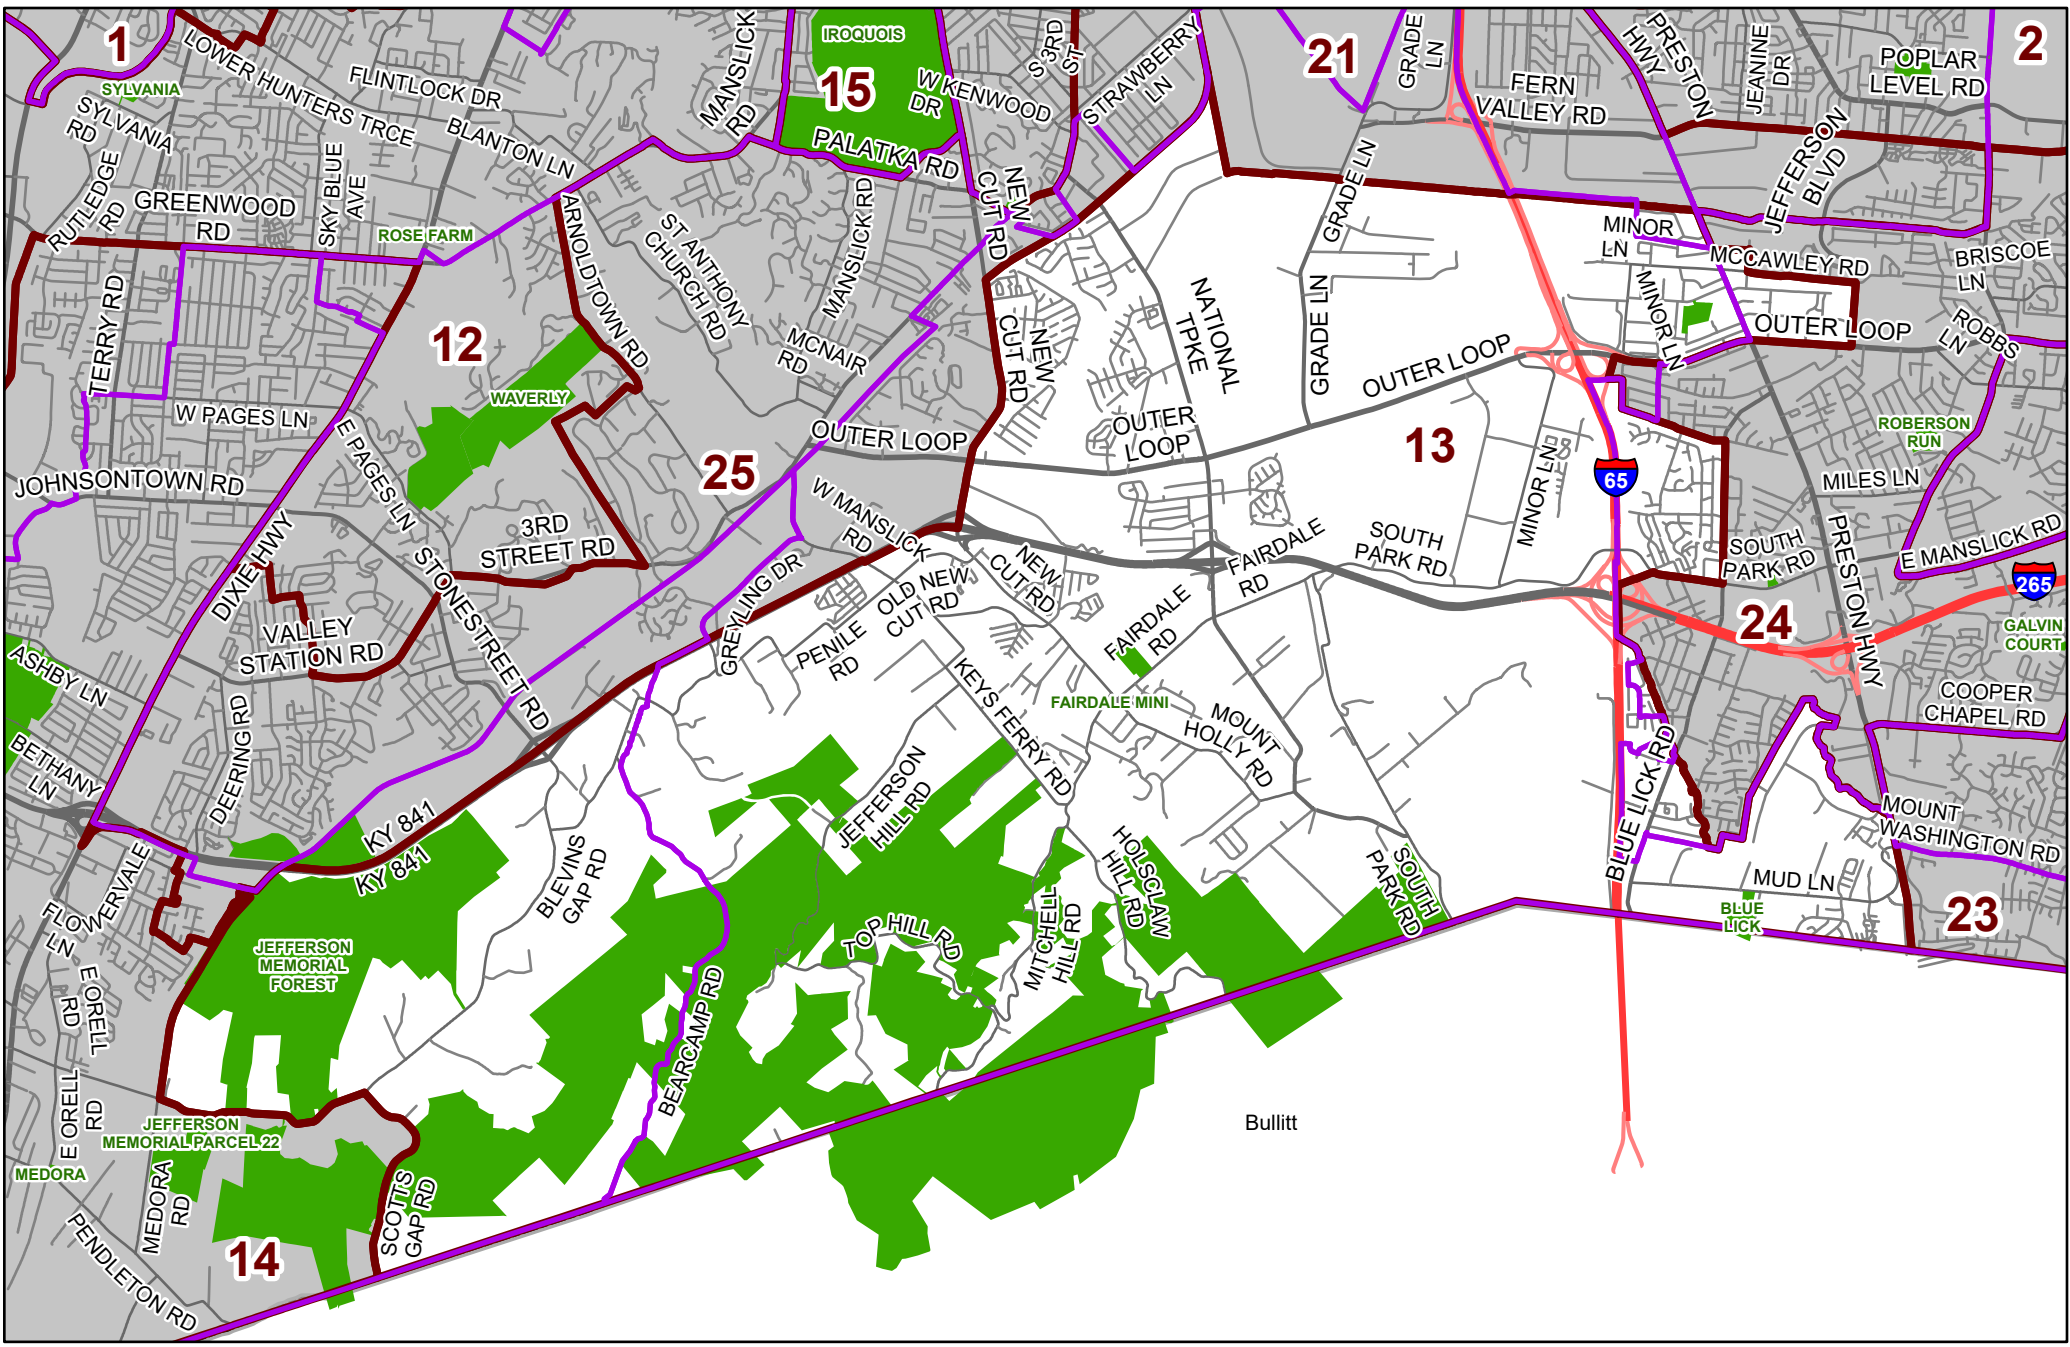 1
SYLVANIA
SYLVANIA
RD
LOWER HUNTERS TRCE
FLINTLOCK DR
BLANTON LN
MANSLICK
RD
IROQUOIS
15
PALATKA RD
W KENWOOD
DR
S 3RD
ST
STRAWBERRY
LN
21
GRADE
LN
FERN
VALLEY RD
PRESTON
HWY
PRESTON
JEANNINE
DR
POPLAR
LEVEL RD
2
JEFFERSON
BLVD
RUTLEDGE
RD
GREENWOOD
RD
SKY BLUE
AVE
ROSE FARM
ARNOLDTOWN RD
ST ANTHONY
CHURCH RD
MANSLICK RD
MANSLICK RD
NEW
CUT RD
GRADE LN
MINOR
LN
MCCAWLEY RD
BRISCOE
LN
TERRY RD
12
MCNAIR
RD
NEW
CUT RD
NATIONAL
TPKE
GRADE LN
OUTER LOOP
MINOR LN
OUTER LOOP
ROBBS
LN
WAVERLY
W PAGES LN
E PAGES LN
OUTER LOOP
OUTER
LOOP
13
ROBERSON
RUN
JOHNSONTOWN RD
25
W MANSLICK
RD
MINOR LN
65
MILES LN
3RD
STREET RD
DIXIE HWY
STONESTREET RD
GREYLING DR
OLD NEW
CUT RD
NEW
CUT RD
FAIRDALE
RD
SOUTH
PARK RD
SOUTH
PARK RD
PRESTON HWY
E MANSLICK RD
265
VALLEY
STATION RD
PENILE
RD
FAIRDALE
RD
24
GALVIN
COURT
ASHBY LN
KEYS FERRY RD
FAIRDALE MINI
MOUNT
HOLLY RD
COOPER
CHAPEL RD
BETHANY
LN
DEERING RD
KY 841
KY 841
JEFFERSON
HILL RD
BLUE LICK RD
MOUNT
WASHINGTON RD
FLOWERVALE
LN
BLEVINS
GAP RD
HOLSCLAW
HILL RD
SOUTH
PARK RD
MUD LN
BLUE
LICK
23
JEFFERSON
MEMORIAL
FOREST
TOP HILL RD
MITCHELL
HILL RD
E ORELL
RD
BEARCAMP RD
E ORELL
RD
JEFFERSON
MEMORIAL PARCEL 22
Bullitt
MEDORA
MEDORA
RD
SCOTTS
GAP RD
PENDLETON RD
14